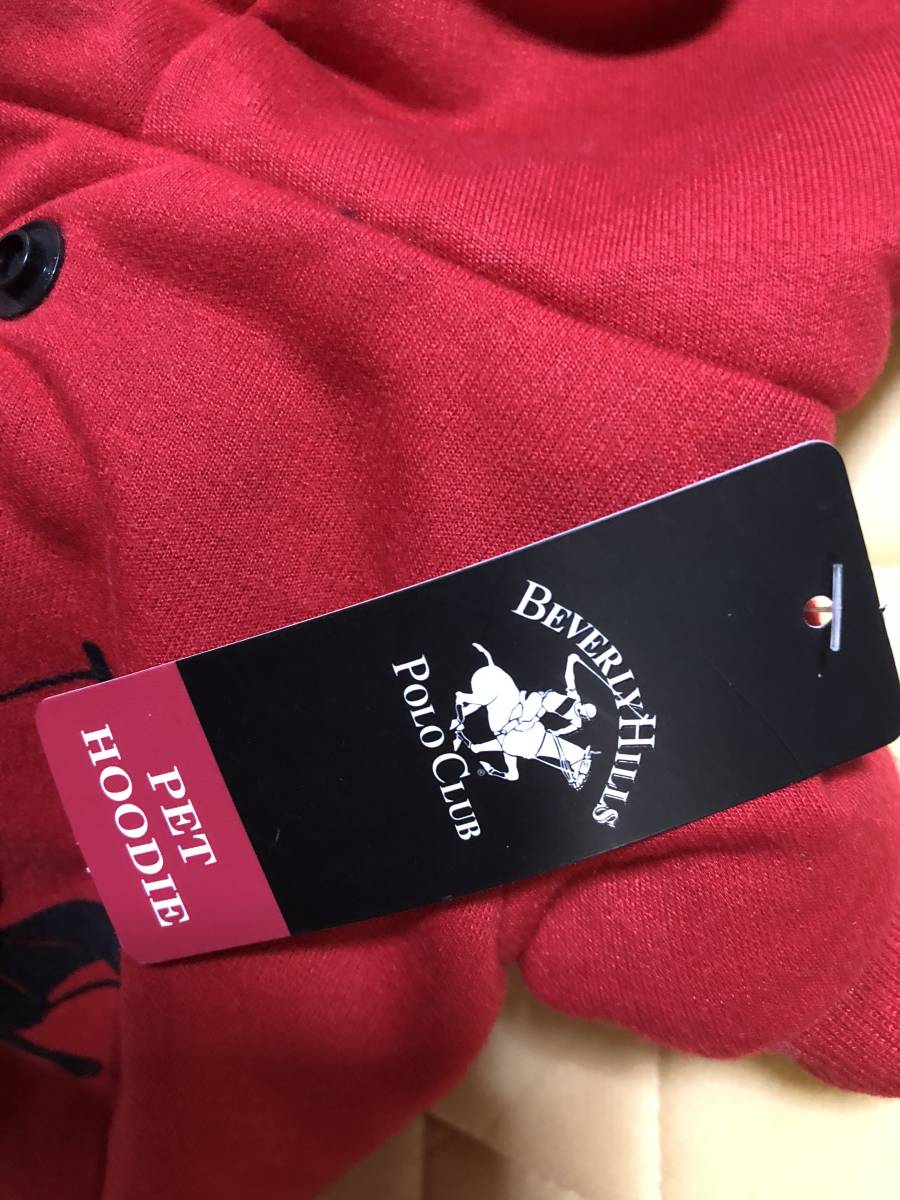 BEVERLY HILLS
POLO CLUB
®
PET
HOODIE